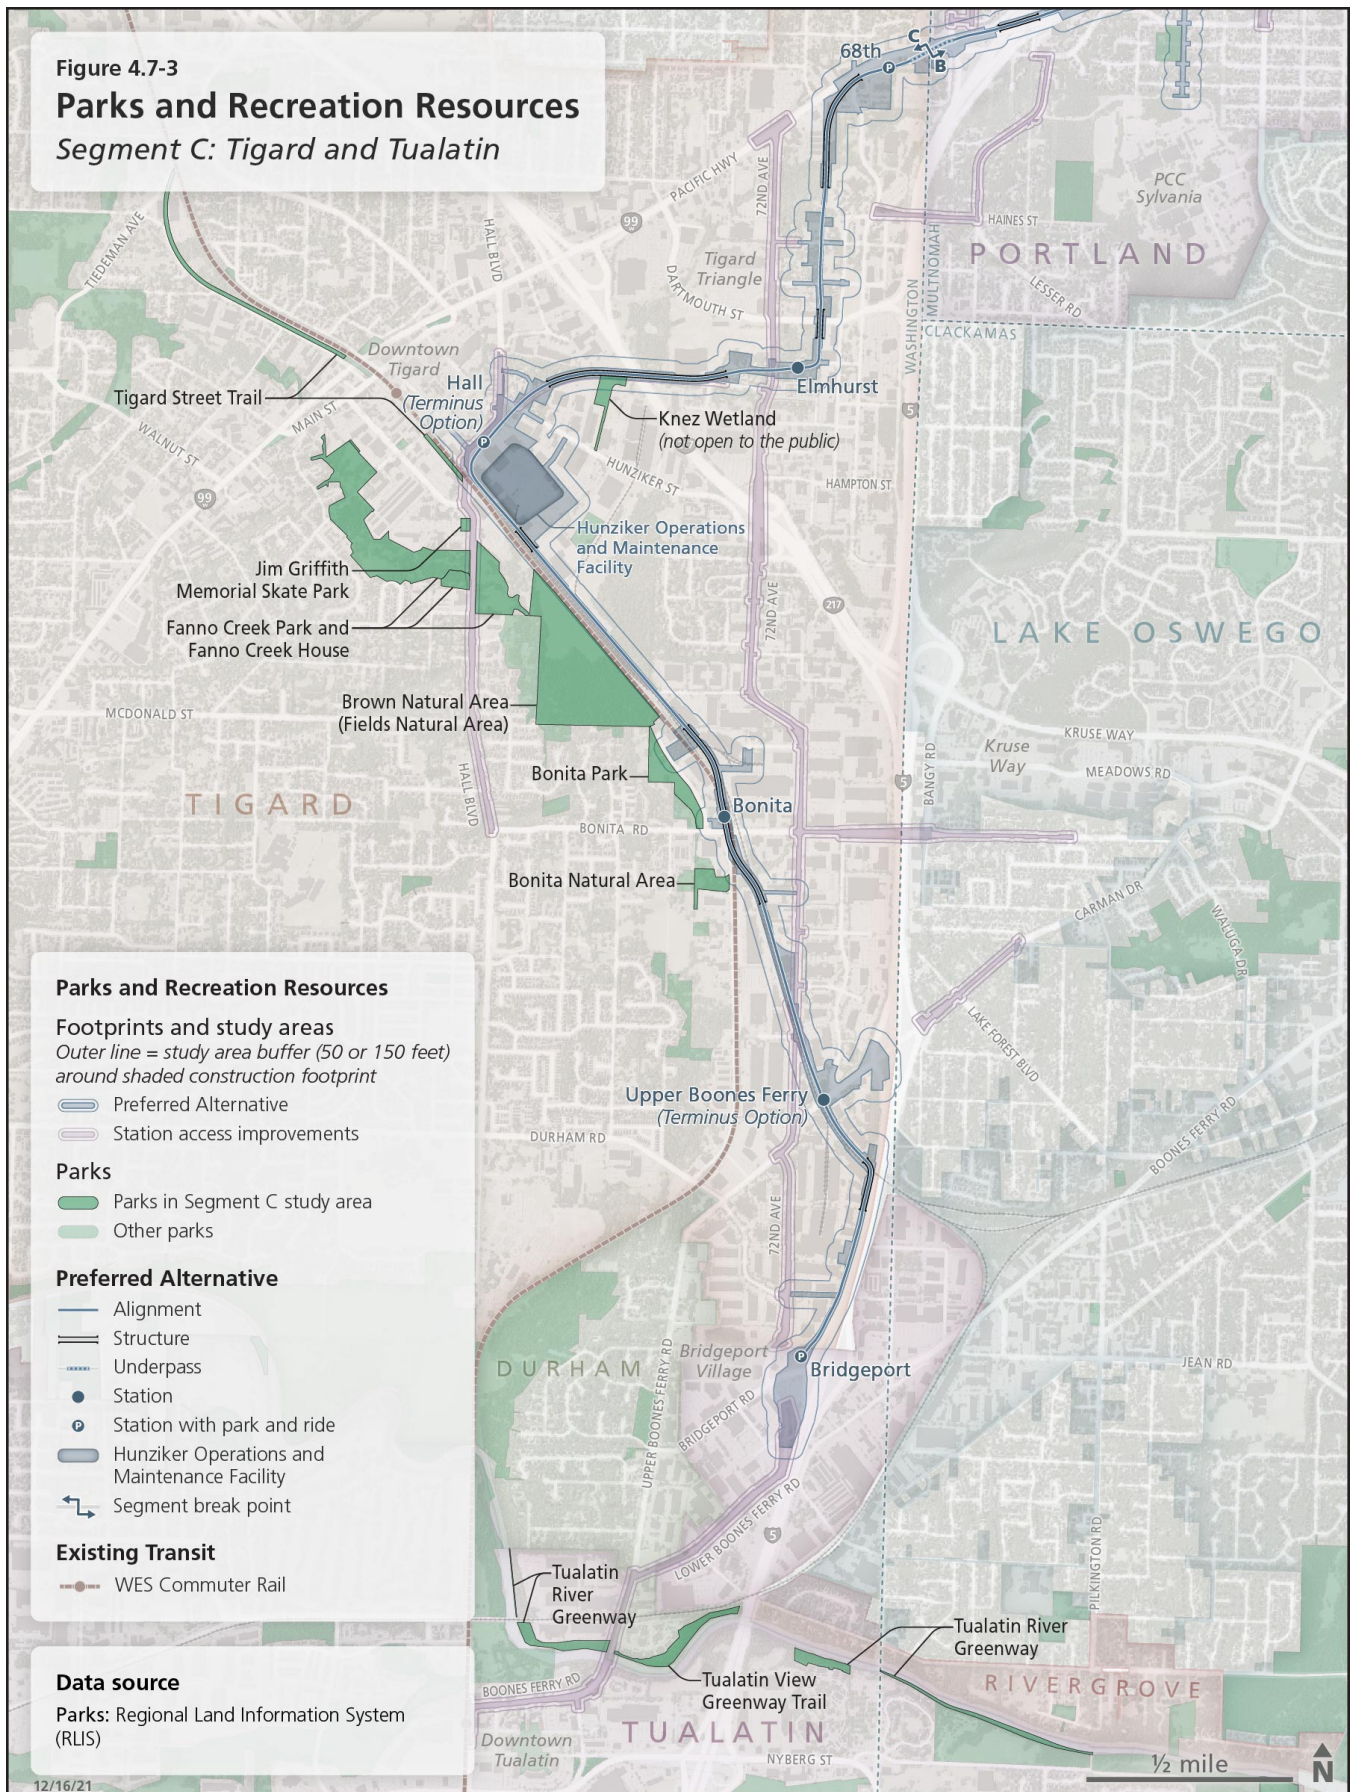 Figure 4.7-3
Parks and Recreation Resources
Segment C: Tigard and Tualatin
68th
P
C
B
PACIFIC HWY
72ND AVE
99
W
TIEDEMAN AVE
HALL BLVD
Tigard
Triangle
DARTMOUTH ST
HAINES ST
PCC
Sylvania
PORTLAND
LESSER RD
WASHINGTON
MULTNOMAH
CLACKAMAS
Downtown
Tigard
Hall
(Terminus
Option)
P
Elmhurst
5
Tigard Street Trail
MAIN ST
WALNUT ST
99
W
Knez Wetland
(not open to the public)
HUNZIKER ST
HAMPTON ST
Hunziker Operations
and Maintenance
Facility
Jim Griffith
Memorial Skate Park
Fanno Creek Park and
Fanno Creek House
72ND AVE
217
LAKE OSWEGO
Brown Natural Area
(Fields Natural Area)
MCDONALD ST
HALL BLVD
Bonita Park
Bonita
TIGARD
BONITA RD
Bonita Natural Area
5
BANGY RD
Kruse
Way
KRUSE WAY
MEADOWS RD
CARMAN DR
WALUGA DR
LAKE FOREST BLVD
BOONES FERRY RD
Upper Boones Ferry
(Terminus Option)
DURHAM RD
72ND AVE
DURHAM
UPPER BOONES FERRY RD
Bridgeport
Village
BRIDGEPORT RD
P
Bridgeport
JEAN RD
PILKINGTON RD
LOWER BOONES FERRY RD
5
Tualatin
River
Greenway
Tualatin View
Greenway Trail
Tualatin River
Greenway
RIVERGROVE
BOONES FERRY RD
TUALATIN
Downtown
Tualatin
NYBERG ST
½ mile
N
Parks and Recreation Resources
Footprints and study areas
Outer line = study area buffer (50 or 150 feet)
around shaded construction footprint
Preferred Alternative
Station access improvements
Parks
Parks in Segment C study area
Other parks
Preferred Alternative
Alignment
Structure
Underpass
Station
P
Station with park and ride
Hunziker Operations and
Maintenance Facility
Segment break point
Existing Transit
WES Commuter Rail
Data source
Parks: Regional Land Information System
(RLIS)
12/16/21